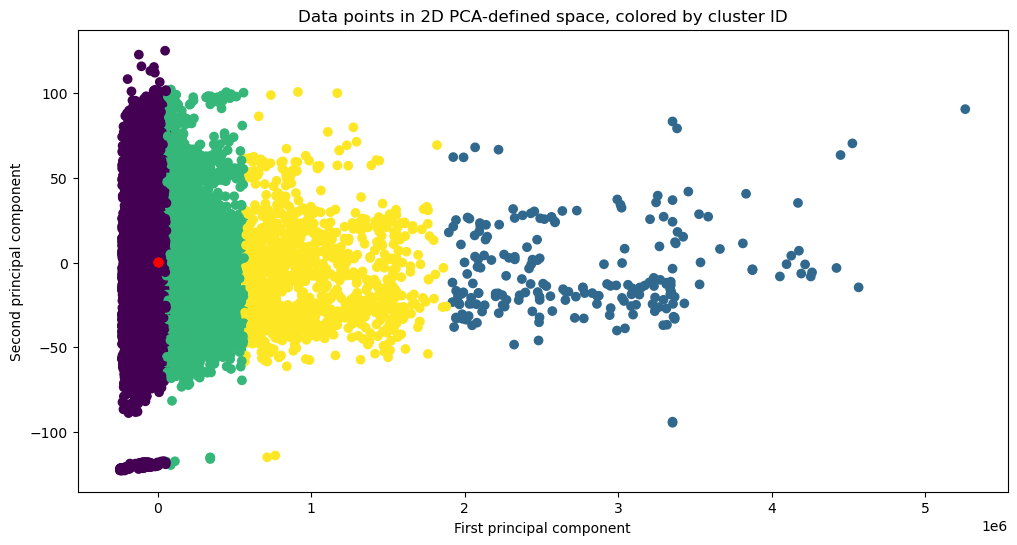 Data points in 2D PCA-defined space, colored by cluster ID
Second principal component
100
50
0
−50
−100
0
1
2
3
4
5
1e6
First principal component